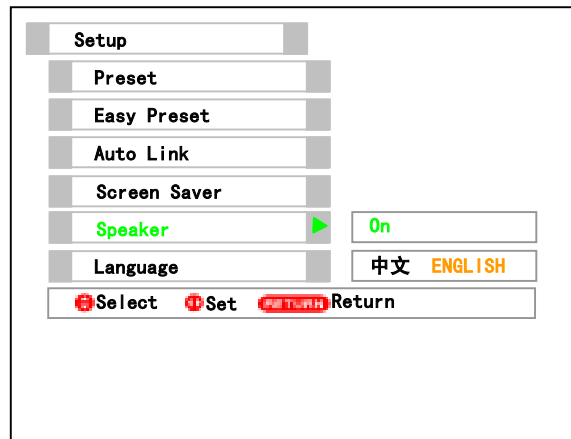 Setup
Preset
Easy Preset
Auto Link
Screen Saver
Speaker On
Language 中文 ENGLISH
Select Set RETURN Return